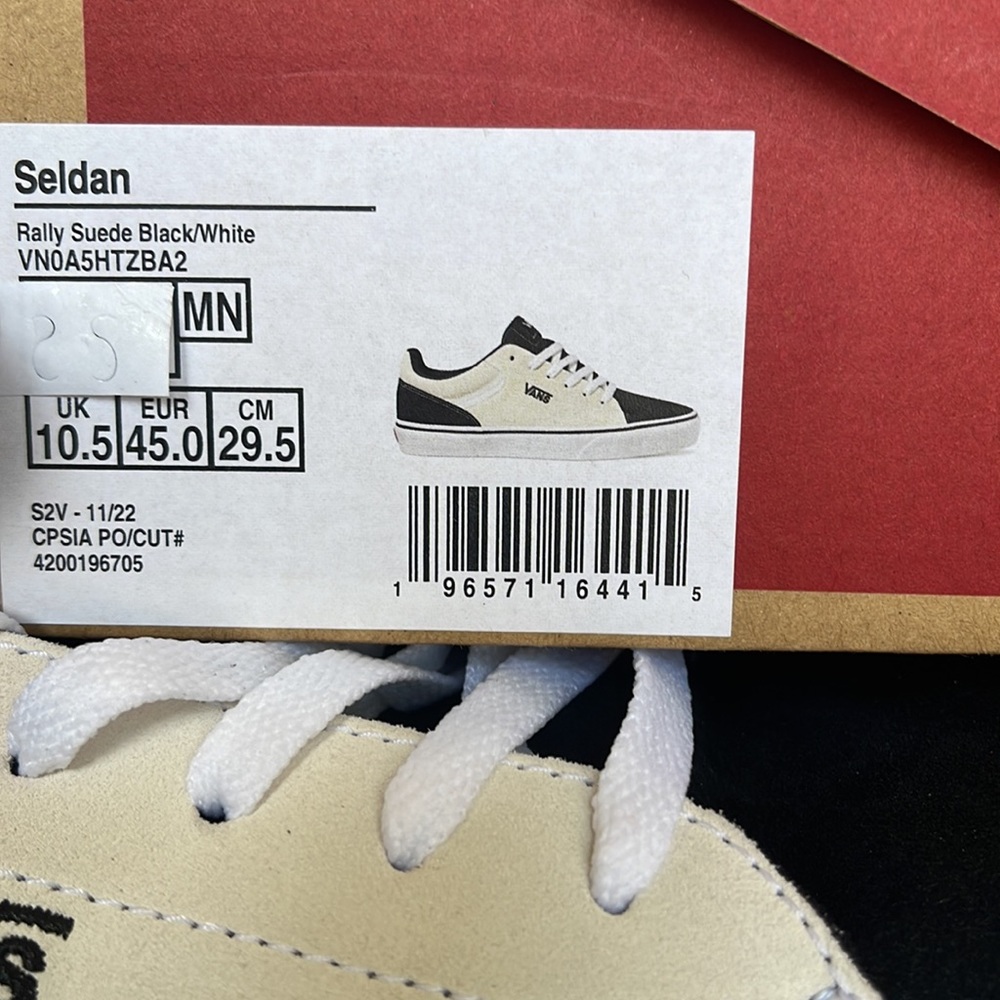 Seldan
Rally Suede Black/White
VN0A5HTZBA2
MN
UK EUR CM
10.5 45.0 29.5
VANS
S2V - 11/22
CPSIA PO/CUT#
4200196705
1 96571 16441 5